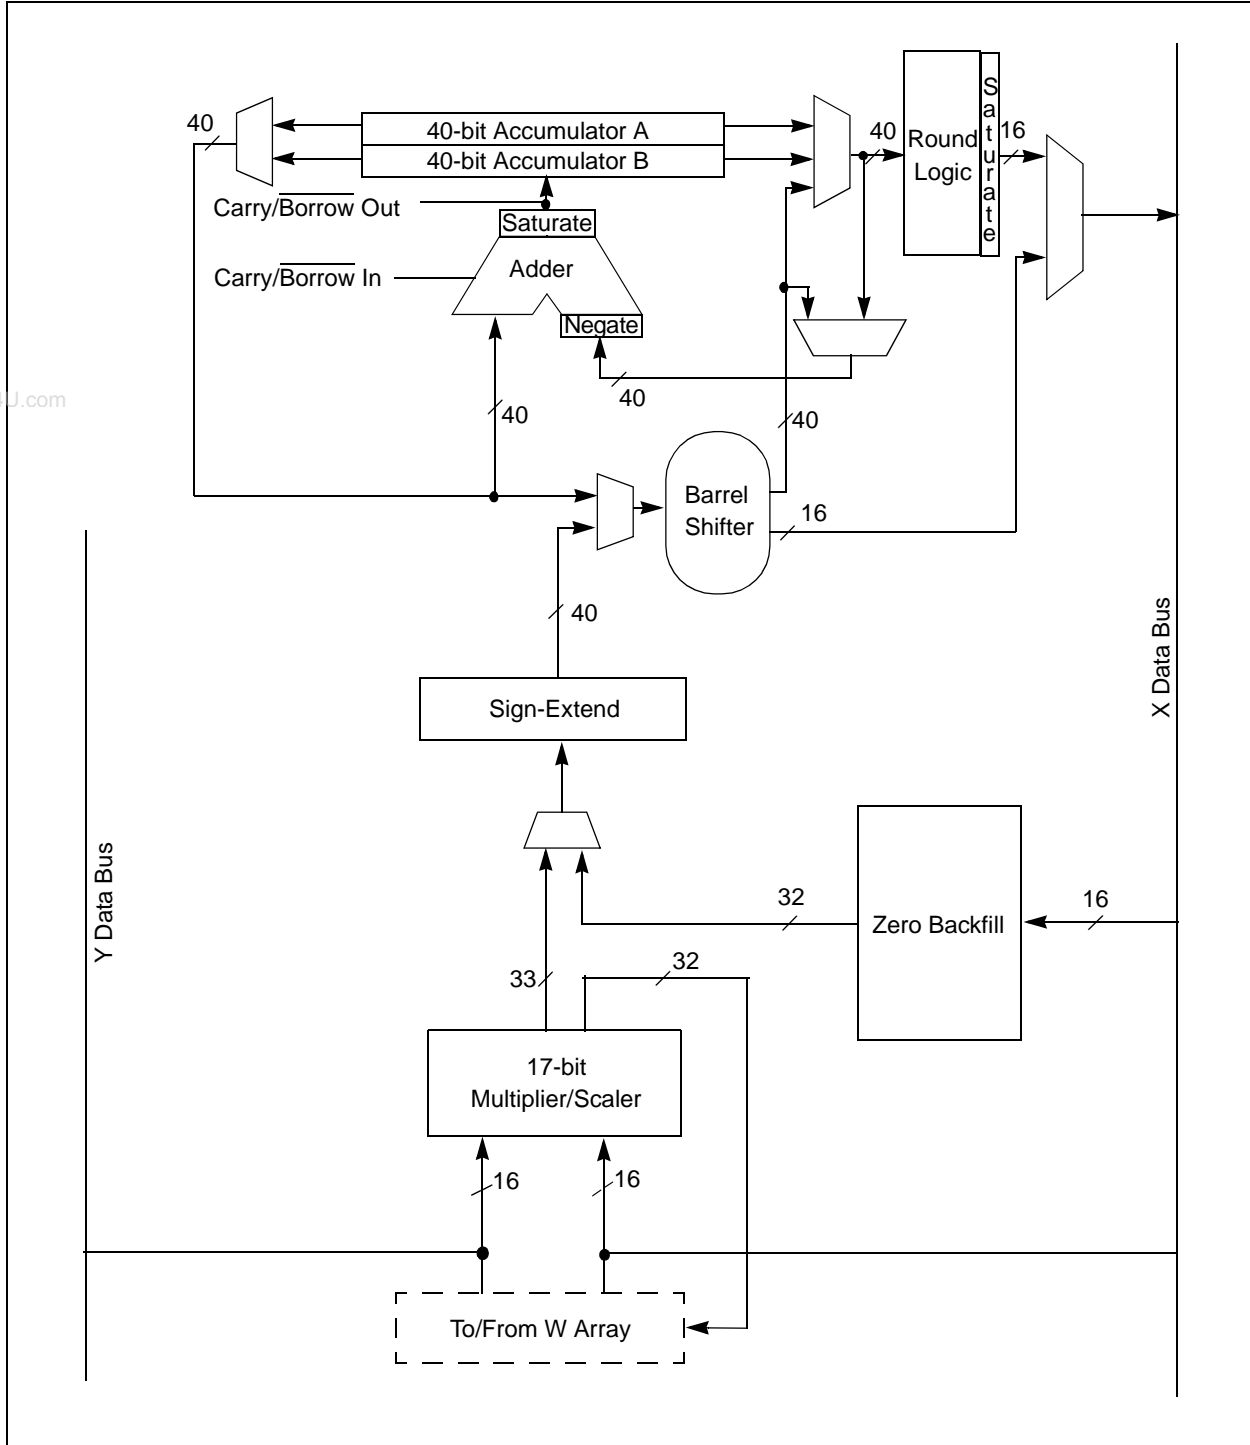 40
40-bit Accumulator A
40-bit Accumulator B
40
Round
Logic
Saturate
16
Carry/Borrow Out
Saturate
Carry/Borrow In
Adder
Negate
40
4U.com
40
40
Barrel
Shifter
16
40
X Data Bus
Sign-Extend
Y Data Bus
32
Zero Backfill
16
33
32
17-bit
Multiplier/Scaler
16
16
To/From W Array